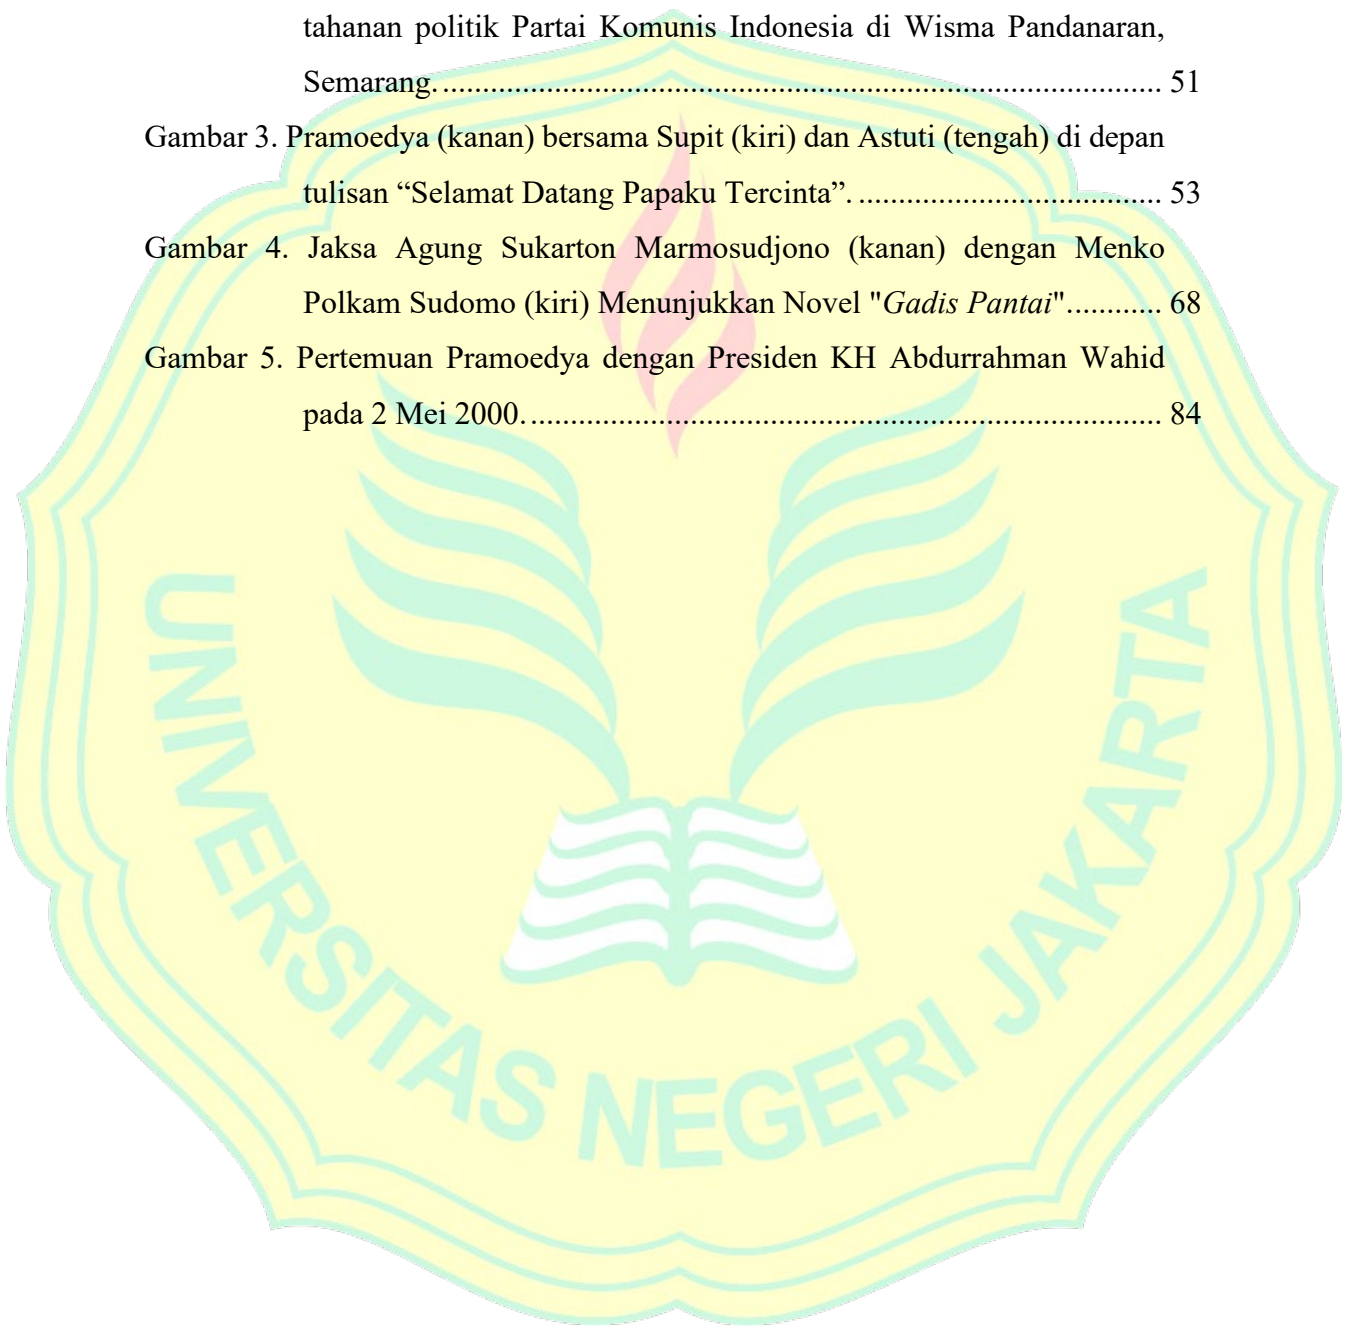 tahanan politik Partai Komunis Indonesia di Wisma Pandanaran,
Semarang. ........................................................................................... 51
Gambar 3. Pramoedya (kanan) bersama Supit (kiri) dan Astuti (tengah) di depan
tulisan “Selamat Datang Papaku Tercinta”. ...................................... 53
Gambar 4. Jaksa Agung Sukarton Marmosudjono (kanan) dengan Menko
Polkam Sudomo (kiri) Menunjukkan Novel "Gadis Pantai"............ 68
Gambar 5. Pertemuan Pramoedya dengan Presiden KH Abdurrahman Wahid
pada 2 Mei 2000. ................................................................................ 84
UNIVERSITAS NEGERI JAKARTA